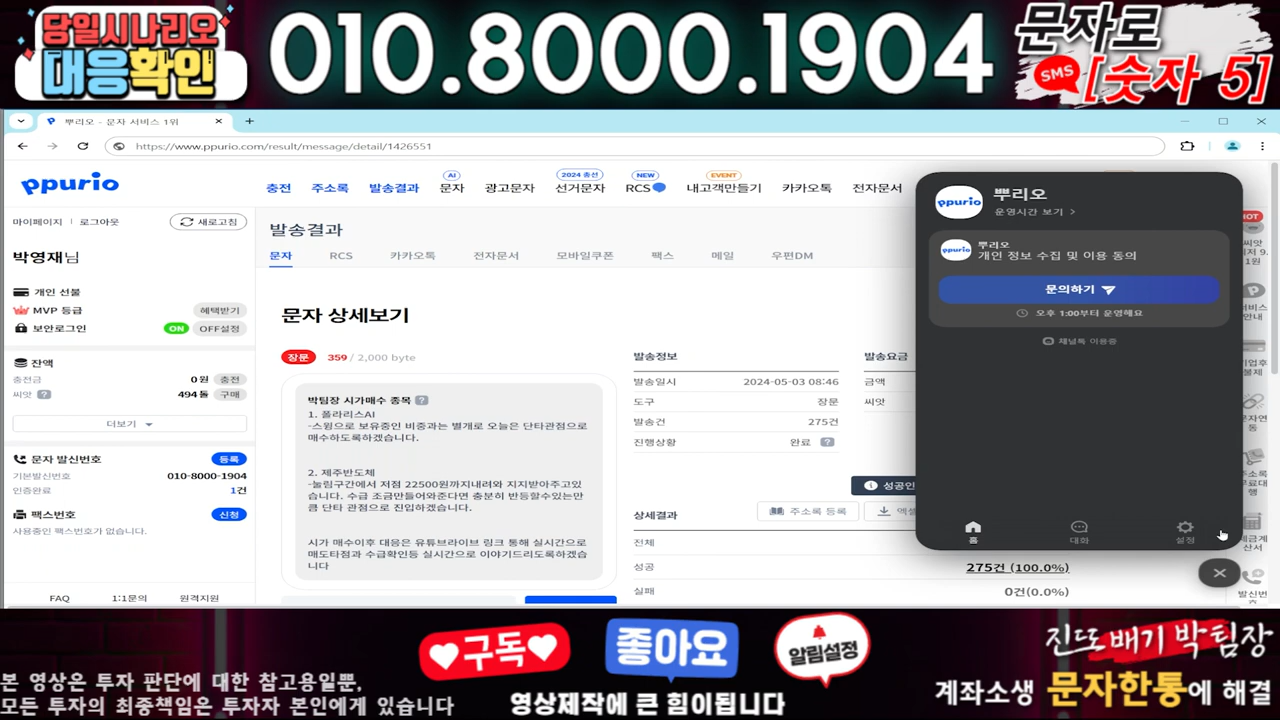 당일시나리오
대응확인
010.8000.1904
문자로
SMS
[숫자 5]
뿌리오 - 문자 서비스 1위
https://www.ppurio.com/result/message/detail/1426551
ppurio
충전
주소록
발송결과
AI
문자
광고문자
2024 총선
선거문자
NEW
RCS
EVENT
내고객만들기
카카오톡
전자문서
마이페이지
로그아웃
새로고침
박영재님
개인 선불
MVP 등급
혜택받기
보안로그인
ON
OFF설정
잔액
충전금
0원
충전
씨앗 ?
494톨
구매
더보기
문자 발신번호
등록
기본발신번호
010-8000-1904
인증완료
1건
팩스번호
신청
사용중인 팩스번호가 없습니다.
FAQ
1:1문의
원격지원
발송결과
문자
RCS
카카오톡
전자문서
모바일쿠폰
팩스
메일
우편DM
문자 상세보기
장문
359 / 2,000 byte
박팀장 시가매수 종목 ?
1. 폴라리스AI
-스윙으로 보유중인 비중과는 별개로 오늘은 단타관점으로
매수하도록하겠습니다.
2. 제주반도체
-눌림구간에서 저점 22500원까지내려와 지지받아주고있
습니다. 수급 조금만들어와준다면 충분히 반등할수있는만
큼 단타 관점으로 진입하겠습니다.
시가 매수이후 대응은 유튜브라이브 링크 통해 실시간으로
매도타점과 수급확인등 실시간으로 이야기드리도록하겠습
니다
발송정보
발송일시
2024-05-03 08:46
도구
장문
발송건
275건
진행상황
완료 ?
발송요금
금액
씨앗
성공인
상세결과
주소록 등록
엑셀
전체
성공
275건 (100.0%)
실패
0건(0.0%)
ppurio
뿌리오
운영시간 보기 >
ppurio
뿌리오
개인 정보 수집 및 이용 동의
문의하기
오후 1:00부터 운영해요
채널톡 이용중
홈
대화
설정
구독
좋아요
알림설정
영상제작에 큰 힘이됩니다
본 영상은 투자 판단에 대한 참고용일뿐,
모든 투자의 최종책임은 투자자 본인에게 있습니다
진또배기 박팀장
계좌소생 문자한통에 해결